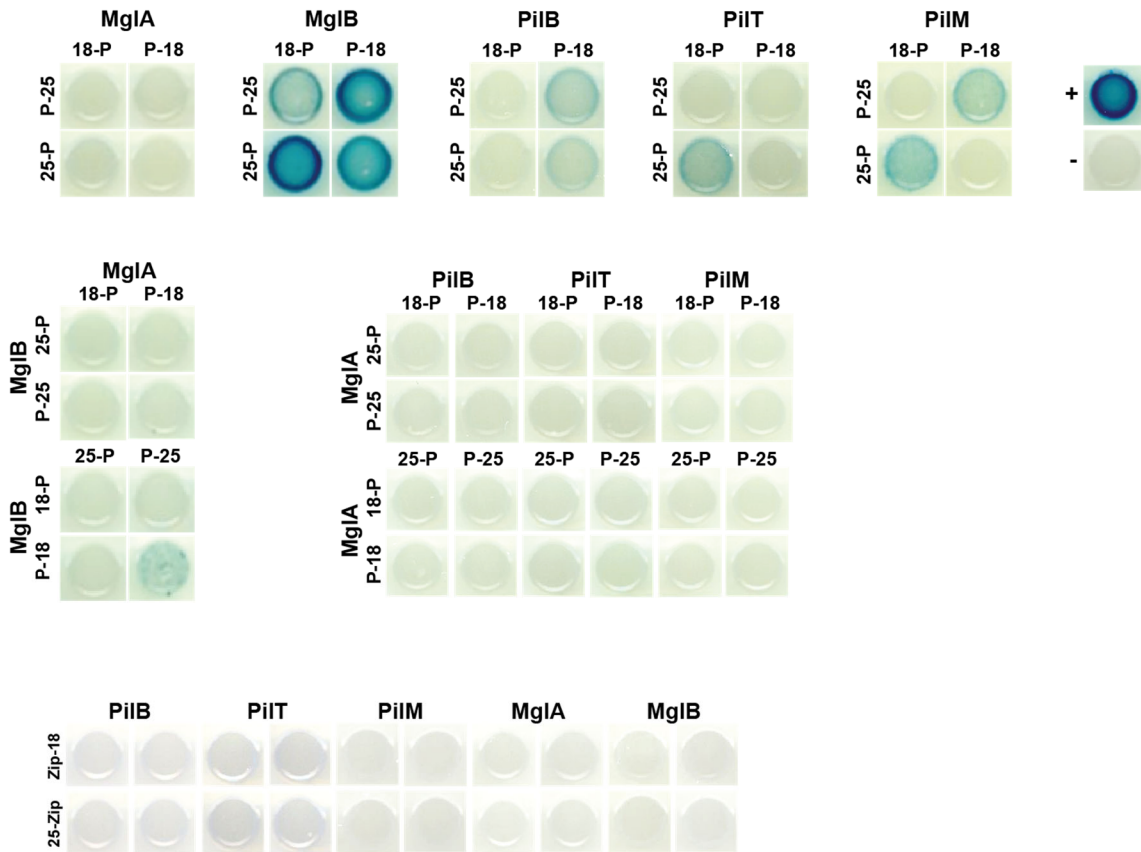 MglA MglB PilB PilT PilM
18-P P-18 18-P P-18 18-P P-18 18-P P-18 18-P P-18
P-25 P-25 P-25 P-25 P-25 +
25-P 25-P 25-P 25-P 25-P -
MglA
18-P P-18
MglB
25-P
P-25
25-P P-25
MglB
18-P
P-18
PilB PilT PilM
18-P P-18 18-P P-18 18-P P-18
MglA
25-P
P-25
25-P P-25 25-P P-25 25-P P-25
MglA
18-P
P-18
PilB PilT PilM MglA MglB
Zip-18
25-Zip